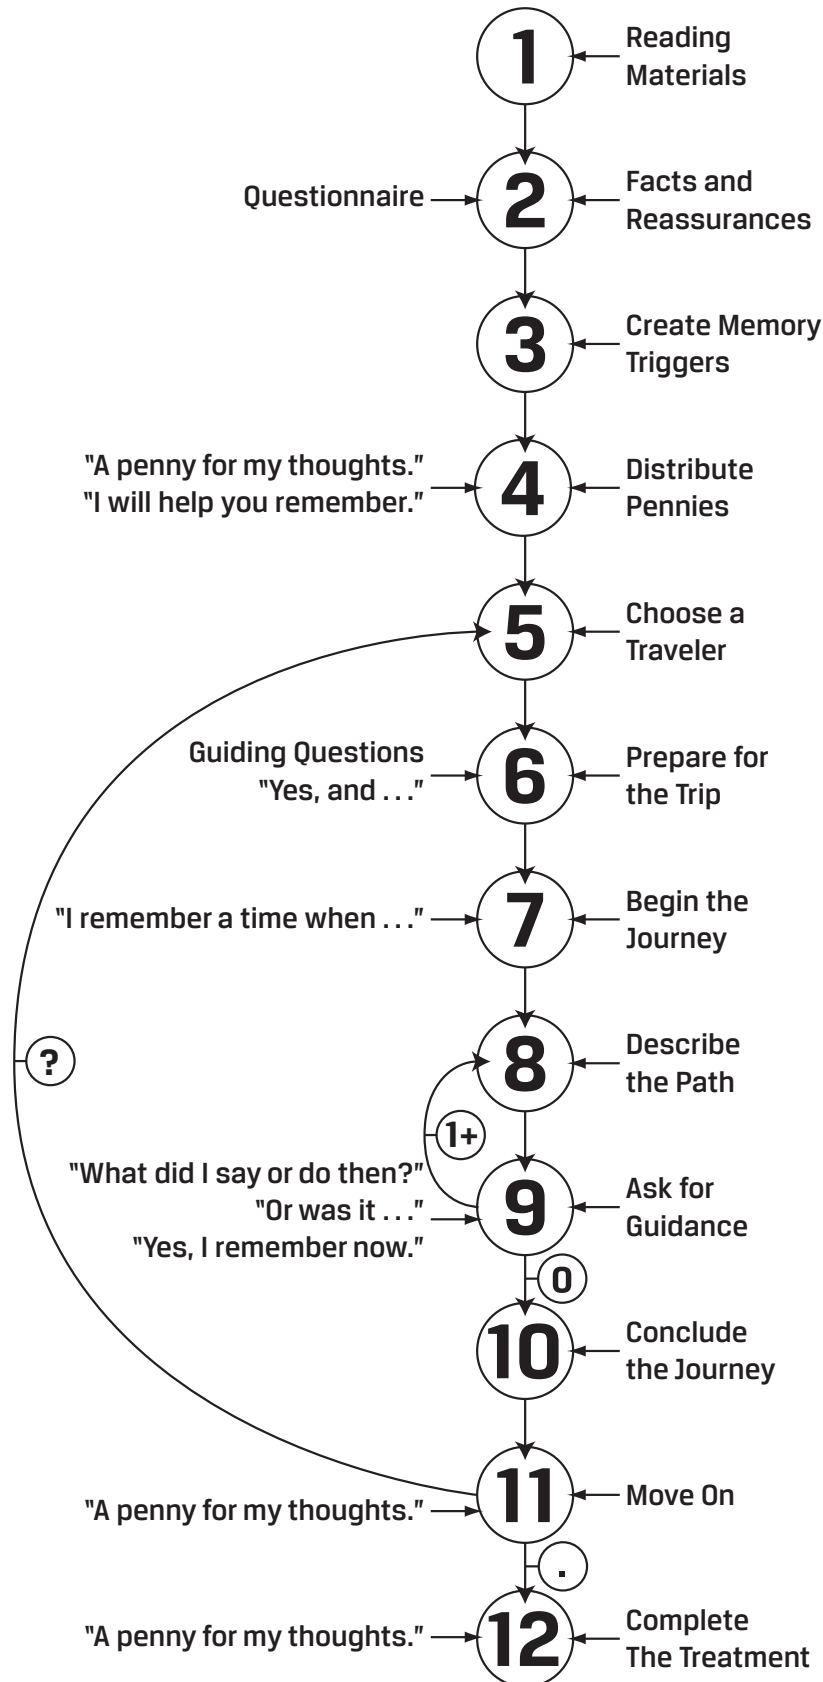 1
Reading
Materials
Questionnaire
2
Facts and
Reassurances
3
Create Memory
Triggers
"A penny for my thoughts."
"I will help you remember."
4
Distribute
Pennies
5
Choose a
Traveler
Guiding Questions
"Yes, and . . ."
6
Prepare for
the Trip
"I remember a time when . . ."
7
Begin the
Journey
?
8
Describe
the Path
1+
"What did I say or do then?"
"Or was it . . ."
"Yes, I remember now."
9
Ask for
Guidance
0
10
Conclude
the Journey
"A penny for my thoughts."
11
Move On
.
"A penny for my thoughts."
12
Complete
The Treatment